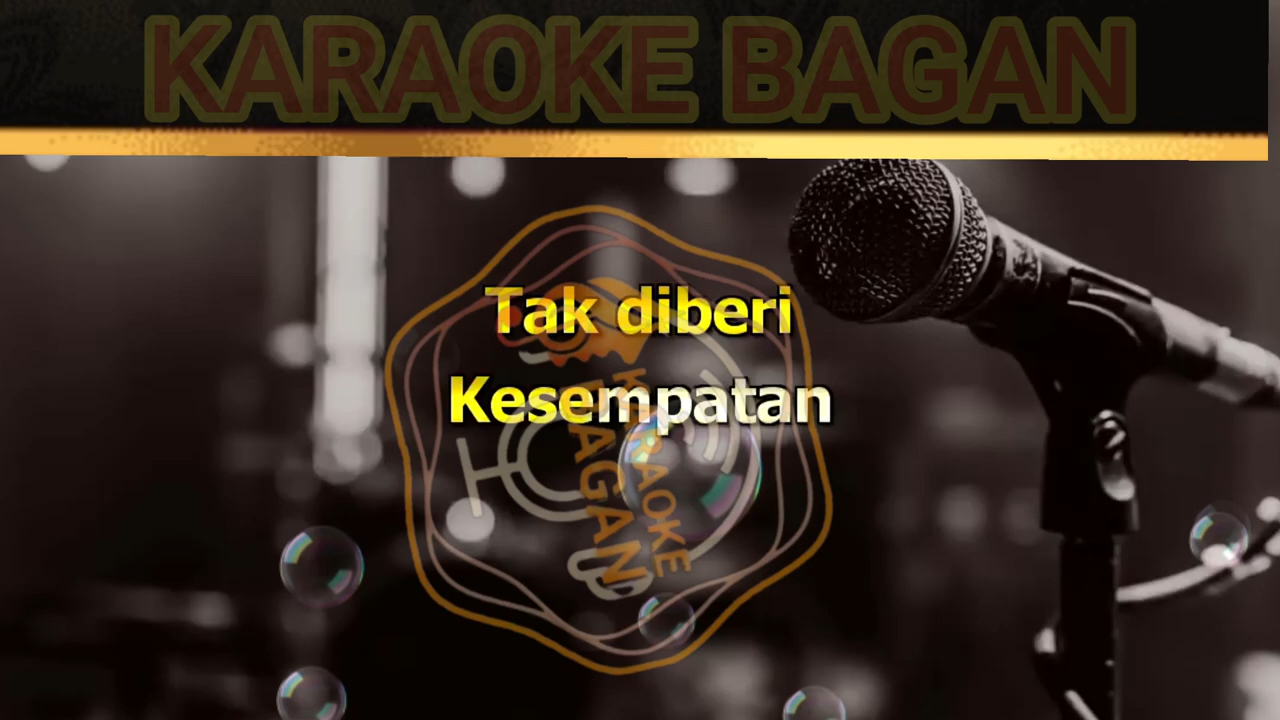 KARAOKE BAGAN
Tak diberi
Kesempatan
KARAOKE
BAGAN